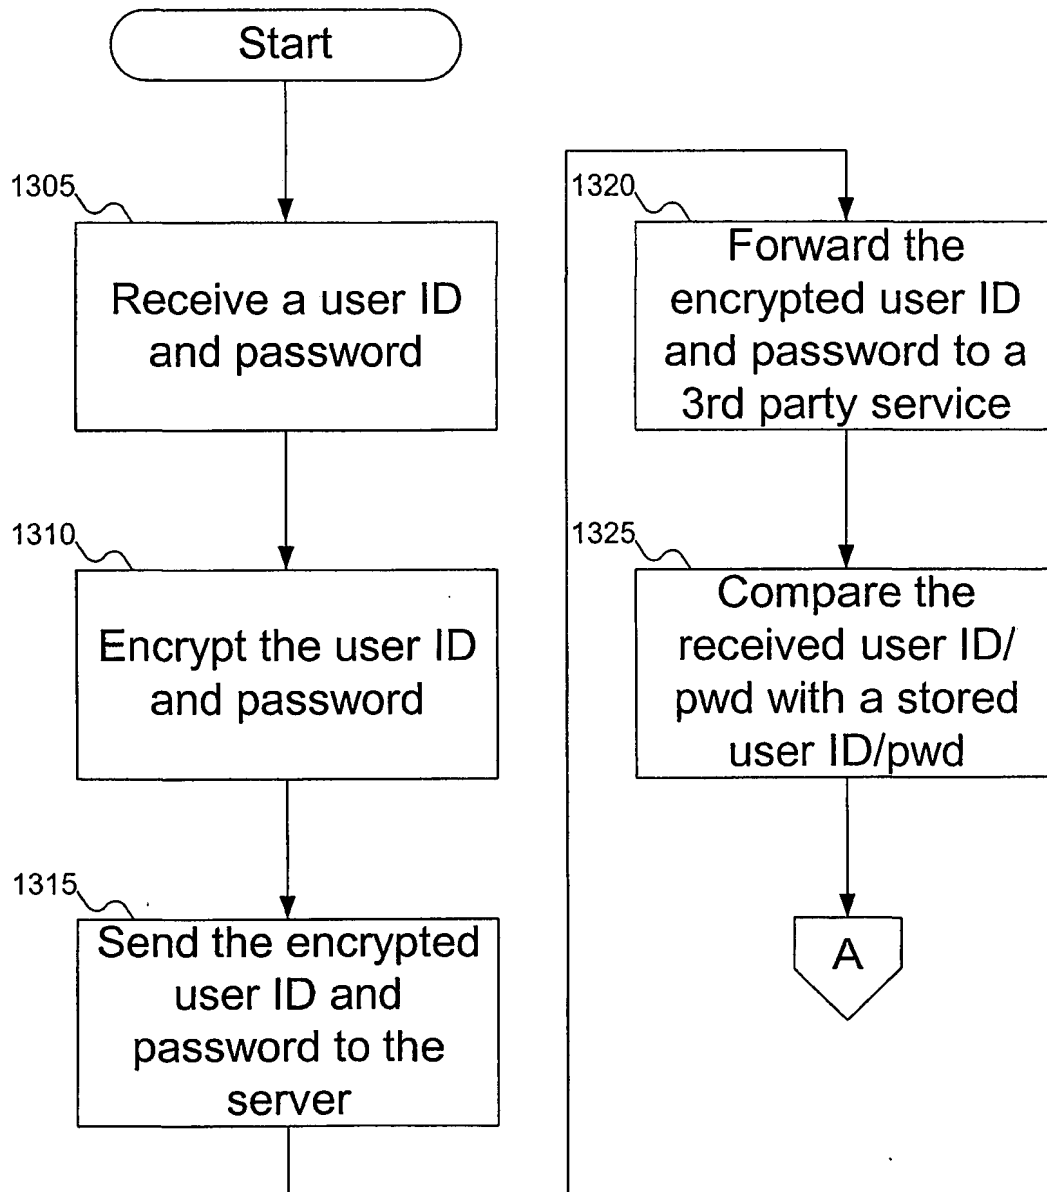 Start
1305
Receive a user ID
and password
1310
Encrypt the user ID
and password
1315
Send the encrypted
user ID and
password to the
server
1320
Forward the
encrypted user ID
and password to a
3rd party service
1325
Compare the
received user ID/
pwd with a stored
user ID/pwd
A